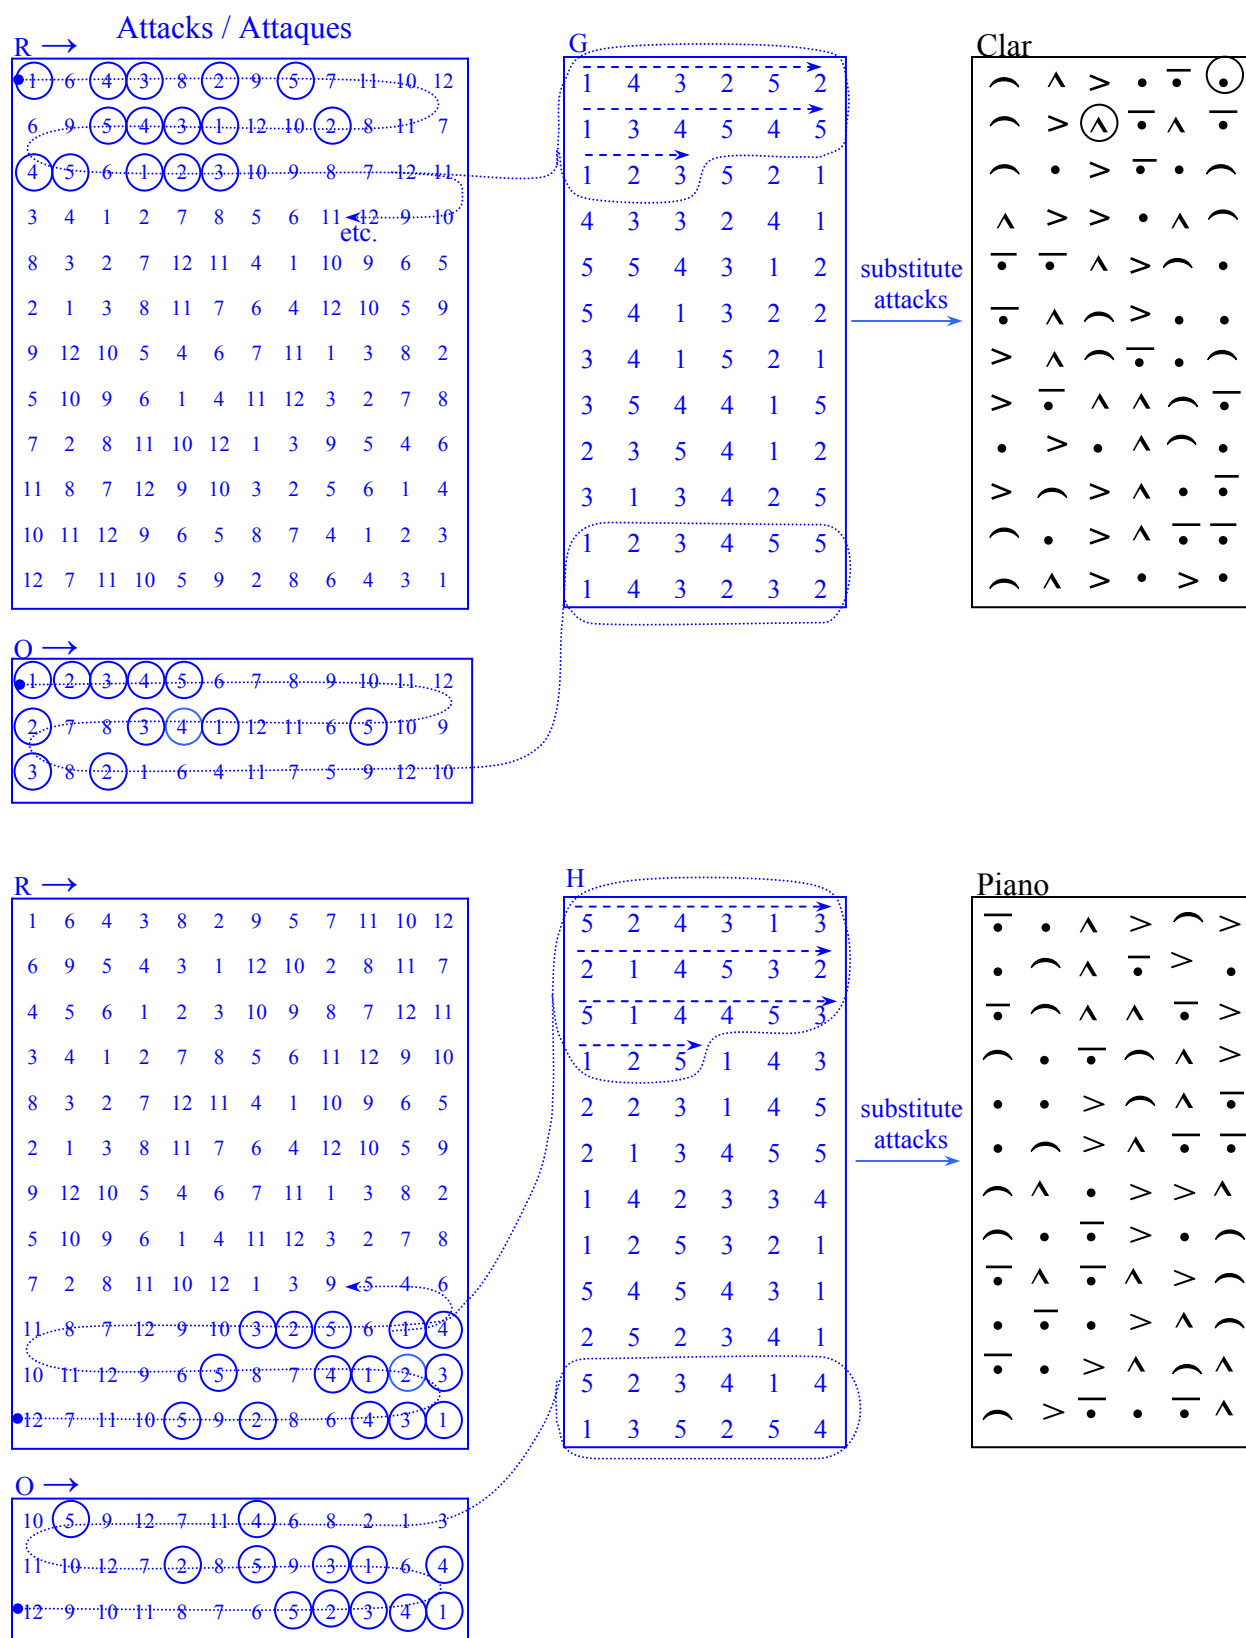 Attacks / Attaques
R →
1 6 4 3 8 2 9 5 7 11 10 12
6 9 5 4 3 1 12 10 2 8 11 7
4 5 6 1 2 3 10 9 8 7 12 11
3 4 1 2 7 8 5 6 11 12 9 10
etc.
8 3 2 7 12 11 4 1 10 9 6 5
2 1 3 8 11 7 6 4 12 10 5 9
9 12 10 5 4 6 7 11 1 3 8 2
5 10 9 6 1 4 11 12 3 2 7 8
7 2 8 11 10 12 1 3 9 5 4 6
11 8 7 12 9 10 3 2 5 6 1 4
10 11 12 9 6 5 8 7 4 1 2 3
12 7 11 10 5 9 2 8 6 4 3 1
O →
1 2 3 4 5 6 7 8 9 10 11 12
2 7 8 3 4 1 12 11 6 5 10 9
3 8 2 1 6 4 11 7 5 9 12 10
G
1 4 3 2 5 2
1 3 4 5 4 5
1 2 3 5 2 1
4 3 3 2 4 1
5 5 4 3 1 2
5 4 1 3 2 2
3 4 1 5 2 1
3 5 4 4 1 5
2 3 5 4 1 2
3 1 3 4 2 5
1 2 3 4 5 5
1 4 3 2 3 2
substitute
attacks
Clar
R →
1 6 4 3 8 2 9 5 7 11 10 12
6 9 5 4 3 1 12 10 2 8 11 7
4 5 6 1 2 3 10 9 8 7 12 11
3 4 1 2 7 8 5 6 11 12 9 10
8 3 2 7 12 11 4 1 10 9 6 5
2 1 3 8 11 7 6 4 12 10 5 9
9 12 10 5 4 6 7 11 1 3 8 2
5 10 9 6 1 4 11 12 3 2 7 8
7 2 8 11 10 12 1 3 9 5 4 6
11 8 7 12 9 10 3 2 5 6 1 4
10 11 12 9 6 5 8 7 4 1 2 3
12 7 11 10 5 9 2 8 6 4 3 1
O →
10 5 9 12 7 11 4 6 8 2 1 3
11 10 12 7 2 8 5 9 3 1 6 4
12 9 10 11 8 7 6 5 2 3 4 1
H
5 2 4 3 1 3
2 1 4 5 3 2
5 1 4 4 5 3
1 2 5 1 4 3
2 2 3 1 4 5
2 1 3 4 5 5
1 4 2 3 3 4
1 2 5 3 2 1
5 4 5 4 3 1
2 5 2 3 4 1
5 2 3 4 1 4
1 3 5 2 5 4
substitute
attacks
Piano